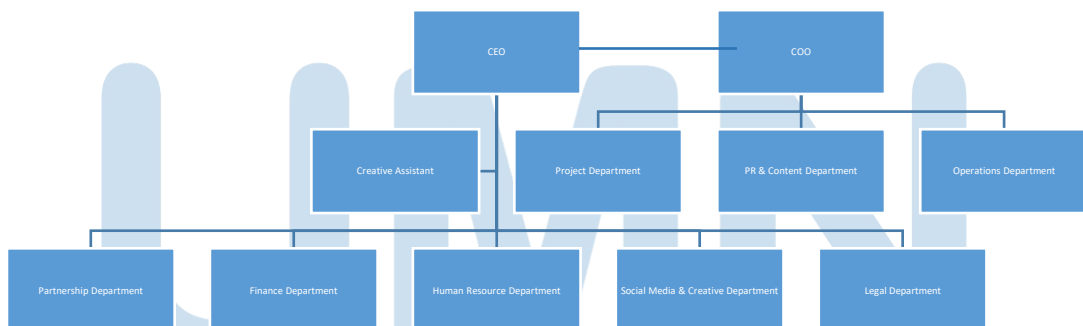 CEO
COO
Creative Assistant
Project Department
PR & Content Department
Operations Department
Partnership Department
Finance Department
Human Resource Department
Social Media & Creative Department
Legal Department